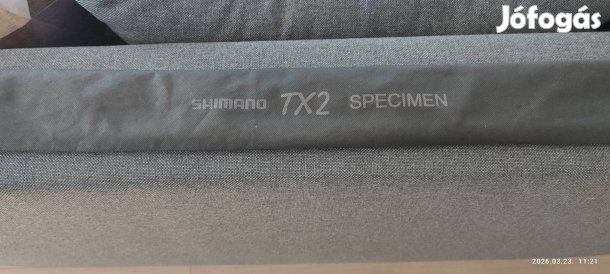 Jófogás
SHIMANO TX2 SPECIMEN
2026.03.23. 11:21